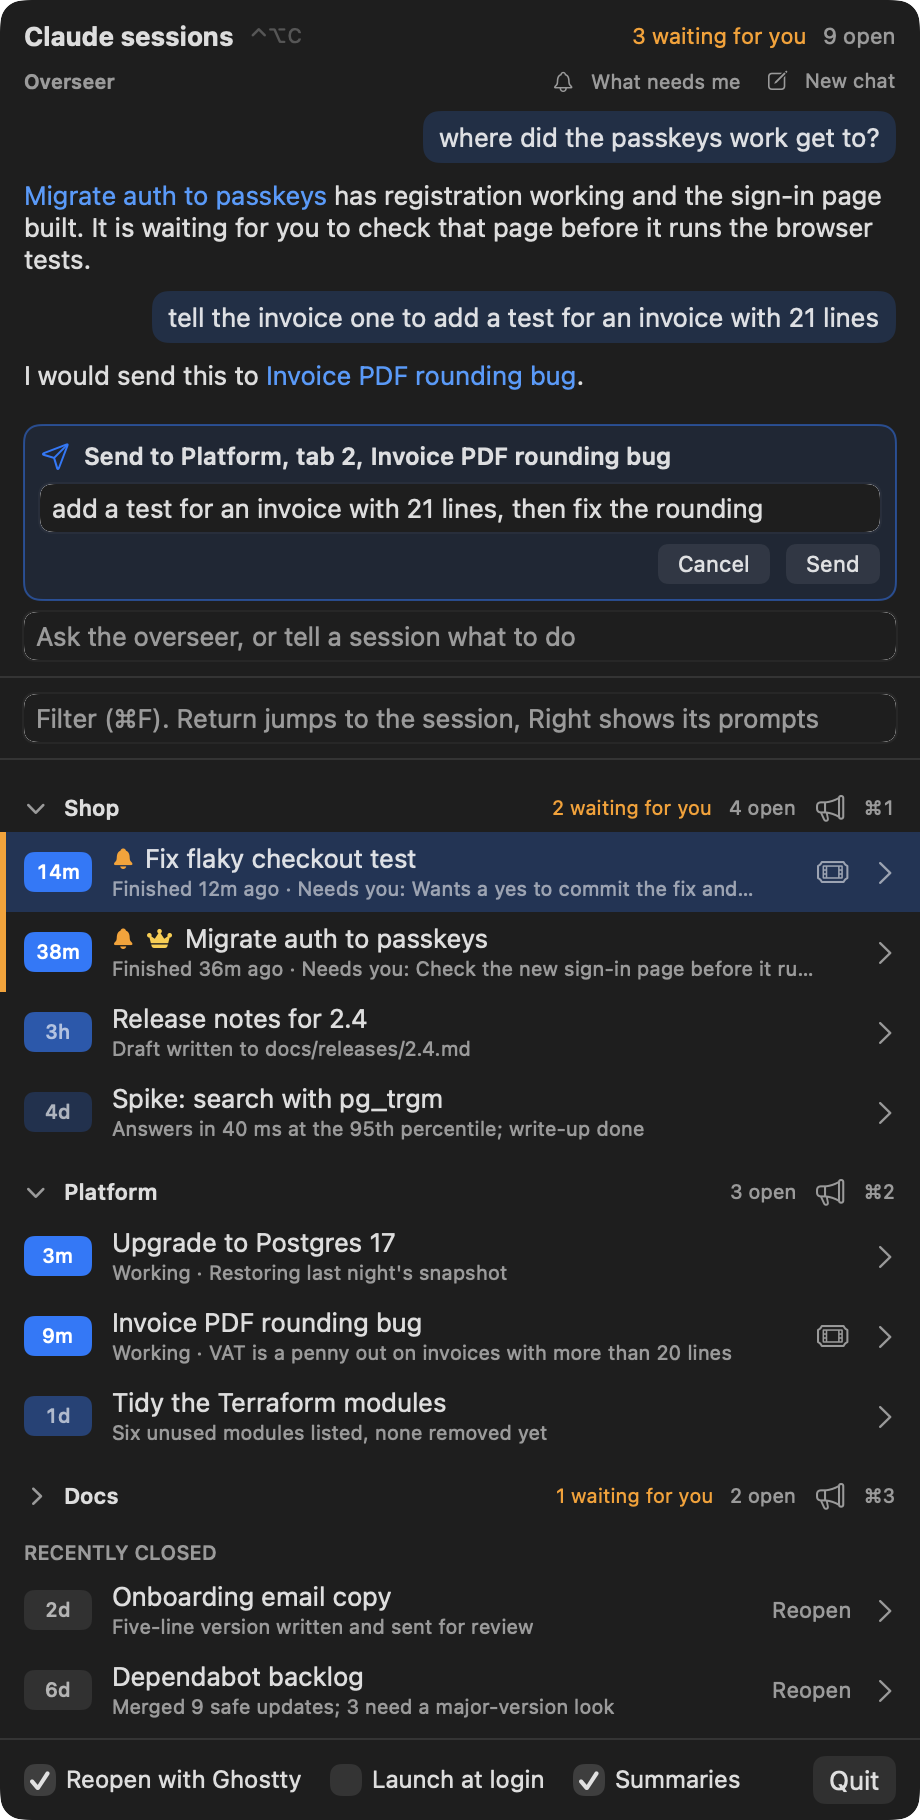 Claude sessions ⌃⌥C 3 waiting for you 9 open
Overseer What needs me New chat
where did the passkeys work get to?
Migrate auth to passkeys has registration working and the sign-in page
built. It is waiting for you to check that page before it runs the browser
tests.
tell the invoice one to add a test for an invoice with 21 lines
I would send this to Invoice PDF rounding bug.
Send to Platform, tab 2, Invoice PDF rounding bug
add a test for an invoice with 21 lines, then fix the rounding
Cancel Send
Ask the overseer, or tell a session what to do
Filter (⌘F). Return jumps to the session, Right shows its prompts
Shop 2 waiting for you 4 open ⌘1
14m Fix flaky checkout test
Finished 12m ago · Needs you: Wants a yes to commit the fix and...
38m Migrate auth to passkeys
Finished 36m ago · Needs you: Check the new sign-in page before it ru...
3h Release notes for 2.4
Draft written to docs/releases/2.4.md
4d Spike: search with pg_trgm
Answers in 40 ms at the 95th percentile; write-up done
Platform 3 open ⌘2
3m Upgrade to Postgres 17
Working · Restoring last night's snapshot
9m Invoice PDF rounding bug
Working · VAT is a penny out on invoices with more than 20 lines
1d Tidy the Terraform modules
Six unused modules listed, none removed yet
Docs 1 waiting for you 2 open ⌘3
RECENTLY CLOSED
2d Onboarding email copy Reopen
Five-line version written and sent for review
6d Dependabot backlog Reopen
Merged 9 safe updates; 3 need a major-version look
Reopen with Ghostty Launch at login Summaries Quit